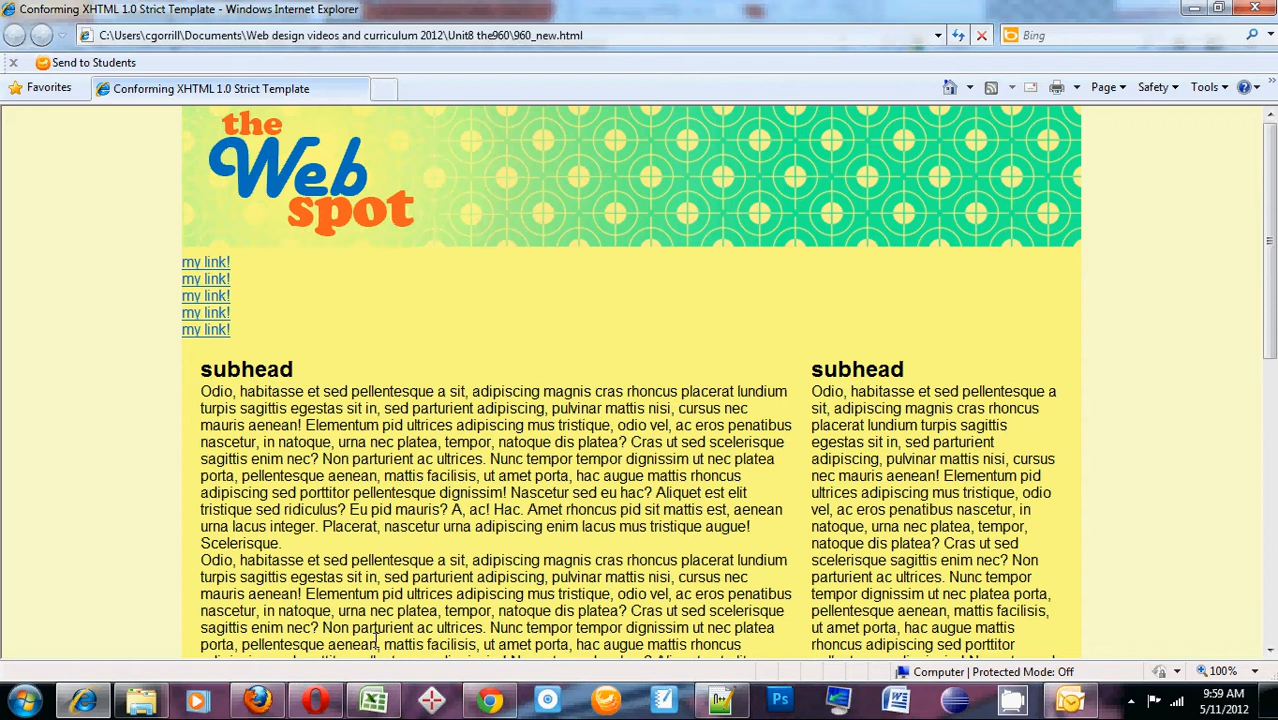 Conforming XHTML 1.0 Strict Template - Windows Internet Explorer
C:\Users\cgorrill\Documents\Web design videos and curriculum 2012\Unit8 the960\960_new.html
Bing
Send to Students
Favorites
Conforming XHTML 1.0 Strict Template
Page
Safety
Tools
the
Web
spot
my link!
my link!
my link!
my link!
my link!
subhead
Odio, habitasse et sed pellentesque a sit, adipiscing magnis cras rhoncus placerat lundium
turpis sagittis egestas sit in, sed parturient adipiscing, pulvinar mattis nisi, cursus nec
mauris aenean! Elementum pid ultrices adipiscing mus tristique, odio vel, ac eros penatibus
nascetur, in natoque, urna nec platea, tempor, natoque dis platea? Cras ut sed scelerisque
sagittis enim nec? Non parturient ac ultrices. Nunc tempor tempor dignissim ut nec platea
porta, pellentesque aenean, mattis facilisis, ut amet porta, hac augue mattis rhoncus
adipiscing sed porttitor pellentesque dignissim! Nascetur sed eu hac? Aliquet est elit
tristique sed ridiculus? Eu pid mauris? A, ac! Hac. Amet rhoncus pid sit mattis est, aenean
urna lacus integer. Placerat, nascetur urna adipiscing enim lacus mus tristique augue!
Scelerisque.
Odio, habitasse et sed pellentesque a sit, adipiscing magnis cras rhoncus placerat lundium
turpis sagittis egestas sit in, sed parturient adipiscing, pulvinar mattis nisi, cursus nec
mauris aenean! Elementum pid ultrices adipiscing mus tristique, odio vel, ac eros penatibus
nascetur, in natoque, urna nec platea, tempor, natoque dis platea? Cras ut sed scelerisque
sagittis enim nec? Non parturient ac ultrices. Nunc tempor tempor dignissim ut nec platea
porta, pellentesque aenean, mattis facilisis, ut amet porta, hac augue mattis rhoncus
subhead
Odio, habitasse et sed pellentesque a
sit, adipiscing magnis cras rhoncus
placerat lundium turpis sagittis
egestas sit in, sed parturient
adipiscing, pulvinar mattis nisi, cursus
nec mauris aenean! Elementum pid
ultrices adipiscing mus tristique, odio
vel, ac eros penatibus nascetur, in
natoque, urna nec platea, tempor,
natoque dis platea? Cras ut sed
scelerisque sagittis enim nec? Non
parturient ac ultrices. Nunc tempor
tempor dignissim ut nec platea porta,
pellentesque aenean, mattis facilisis,
ut amet porta, hac augue mattis
rhoncus adipiscing sed porttitor
Computer | Protected Mode: Off
100%
9:59 AM
5/11/2012